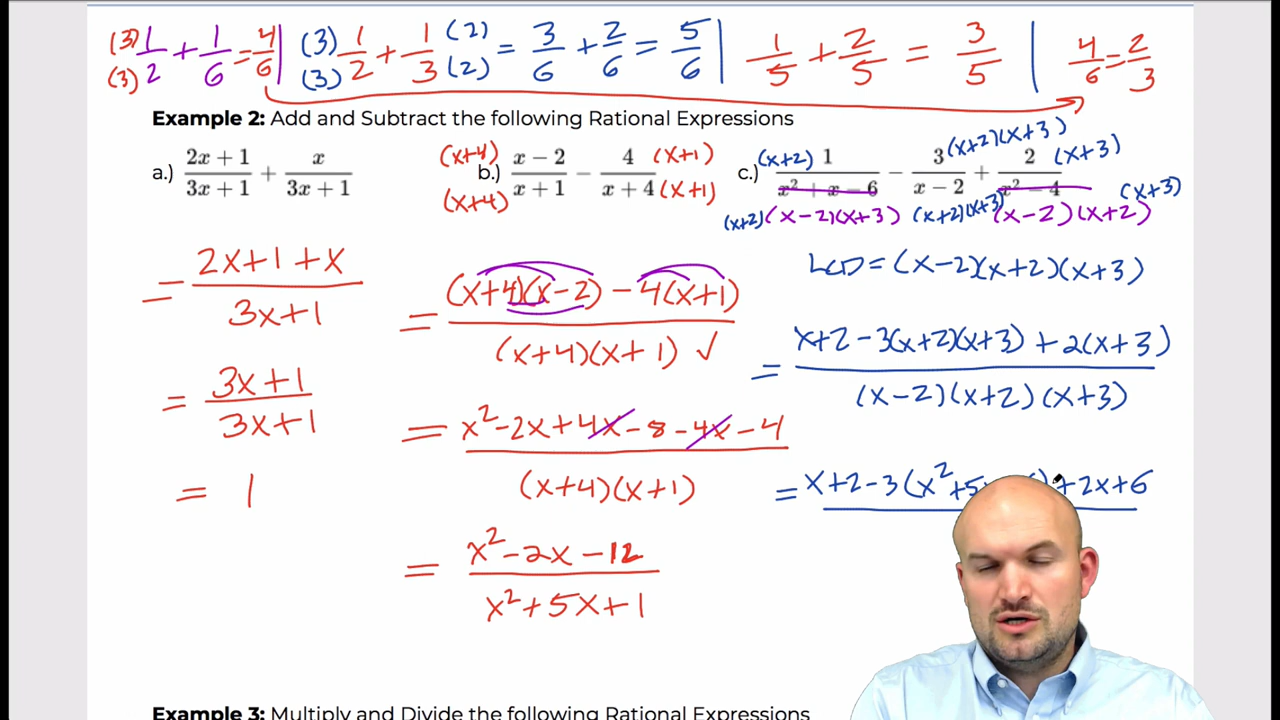 (3) 1/2 + 1/6 = 4/6 | (3) 1/2 + 1/3 (2) = 3/6 + 2/6 = 5/6 | 1/5 + 2/5 = 3/5 | 4/6 = 2/3
(3) (3) (2)
Example 2: Add and Subtract the following Rational Expressions
a.) (2x + 1)/(3x + 1) + x/(3x + 1)
= (2x+1+x)/(3x+1)
= (3x+1)/(3x+1)
= 1
(x+4) (x+1)
b.) (x − 2)/(x + 1) − 4/(x + 4)
(x+4) (x+1)
= ((x+4)(x-2) - 4(x+1))/((x+4)(x+1)) ✓
= (x²-2x+4x-8-4x-4)/((x+4)(x+1))
= (x²-2x-12)/(x²+5x+1)
(x+2) (x+2)(x+3) (x+3)
c.) 1/(x² + x − 6) − 3/(x − 2) + 2/(x² − 4)
(x+2)(x-2)(x+3) (x+2)(x+3) (x-2)(x+2) (x+3)
LCD = (x-2)(x+2)(x+3)
= (x+2-3(x+2)(x+3)+2(x+3))/((x-2)(x+2)(x+3))
= x+2-3(x²+5 )+2x+6
Example 3: Multiply and Divide the following Rational Expressions